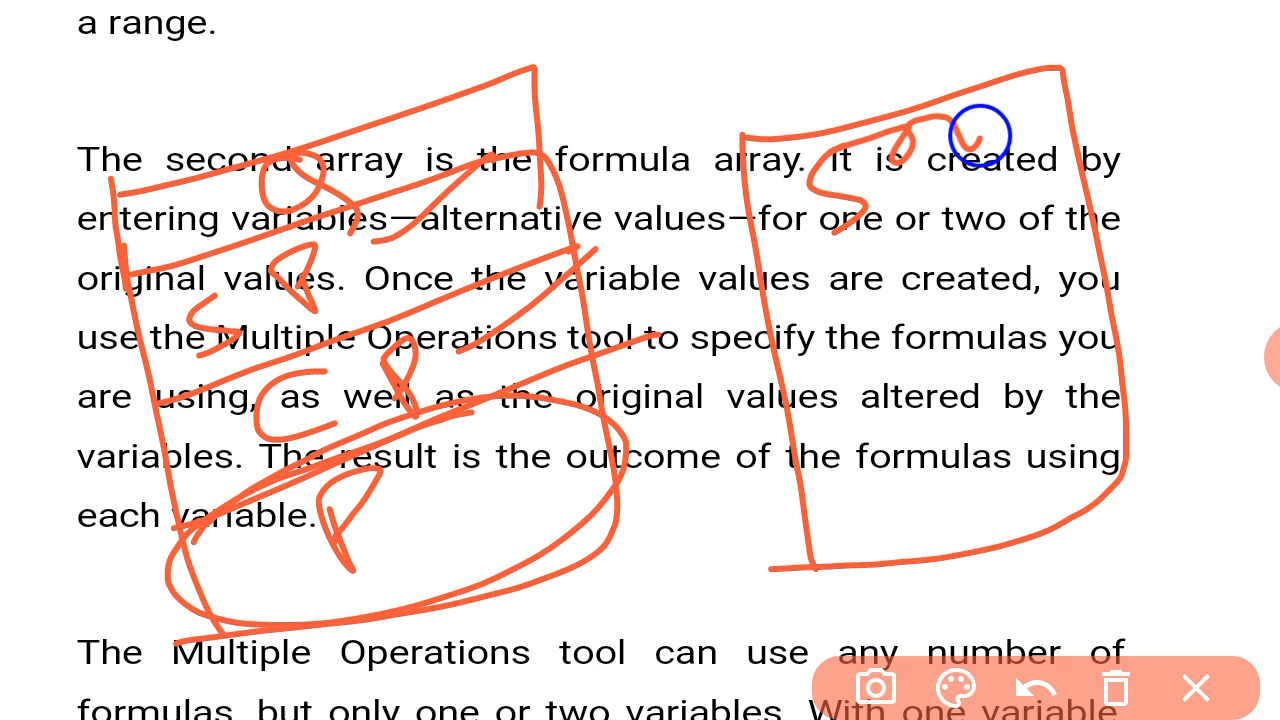 a range.
The second array is the formula array. It is created by
entering variables—alternative values—for one or two of the
original values. Once the variable values are created, you
use the Multiple Operations tool to specify the formulas you
are using, as well as the original values altered by the
variables. The result is the outcome of the formulas using
each variable.
Q
SP
CP
P
The Multiple Operations tool can use any number of
formulas, but only one or two variables. With one variable,